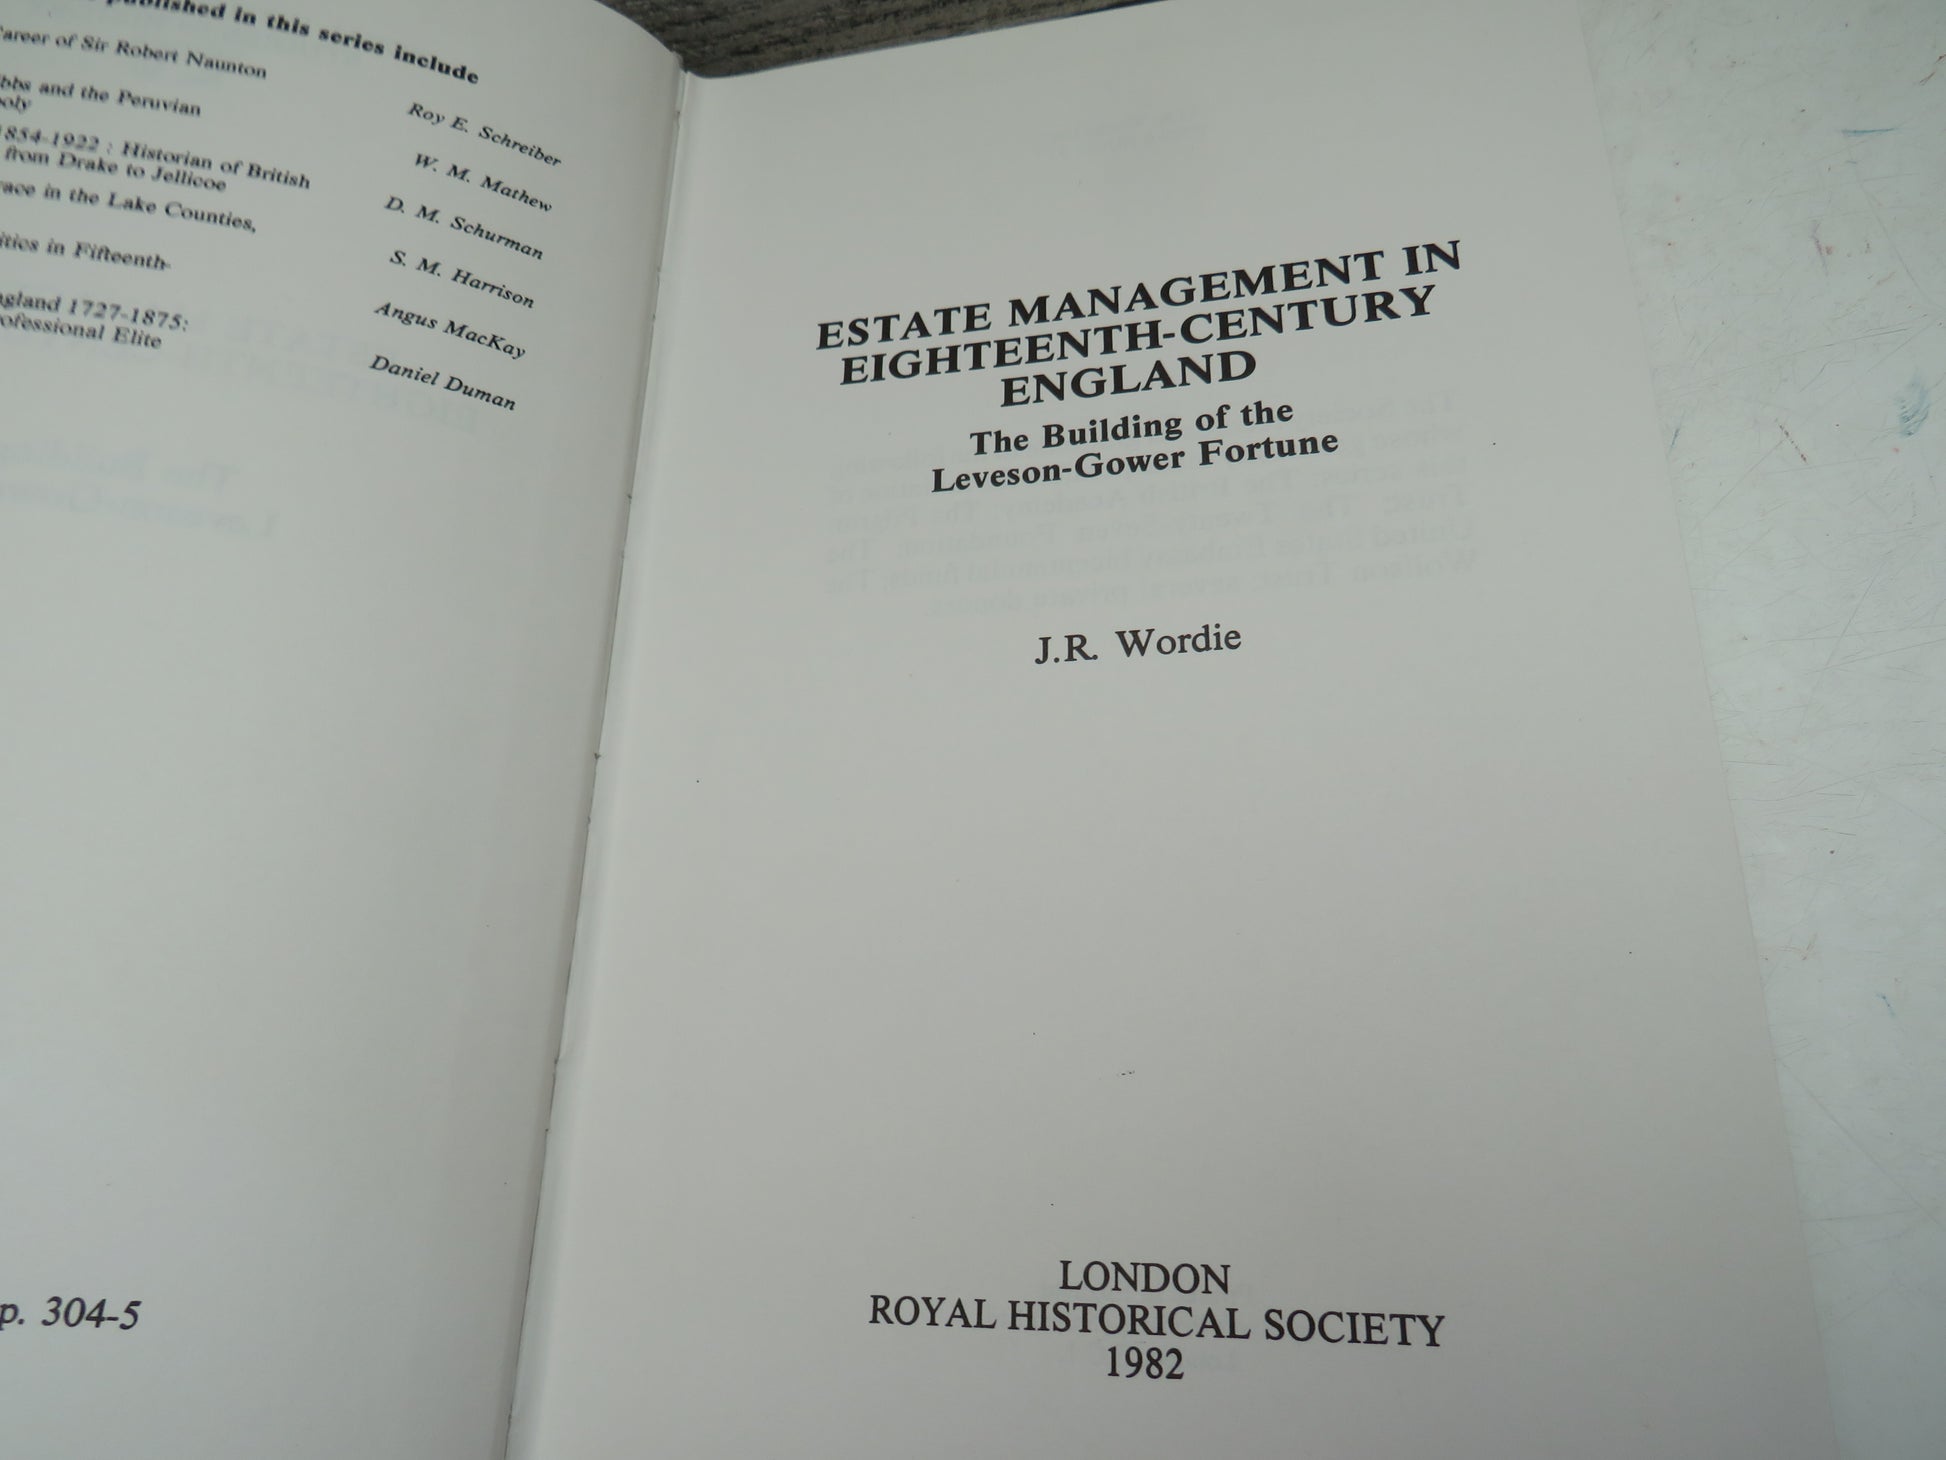 published in this series include
Career of Sir Robert Naunton
Roy E. Schreiber
and the Peruvian
W. M. Mathew
1854-1922 : Historian of British
from Drake to Jellicoe
D. M. Schurman
in the Lake Counties,
S. M. Harrison
in Fifteenth-
Angus MacKay
1727-1875:
Elite
Daniel Duman
p. 304-5
ESTATE MANAGEMENT IN
EIGHTEENTH-CENTURY
ENGLAND
The Building of the
Leveson-Gower Fortune
J.R. Wordie
LONDON
ROYAL HISTORICAL SOCIETY
1982